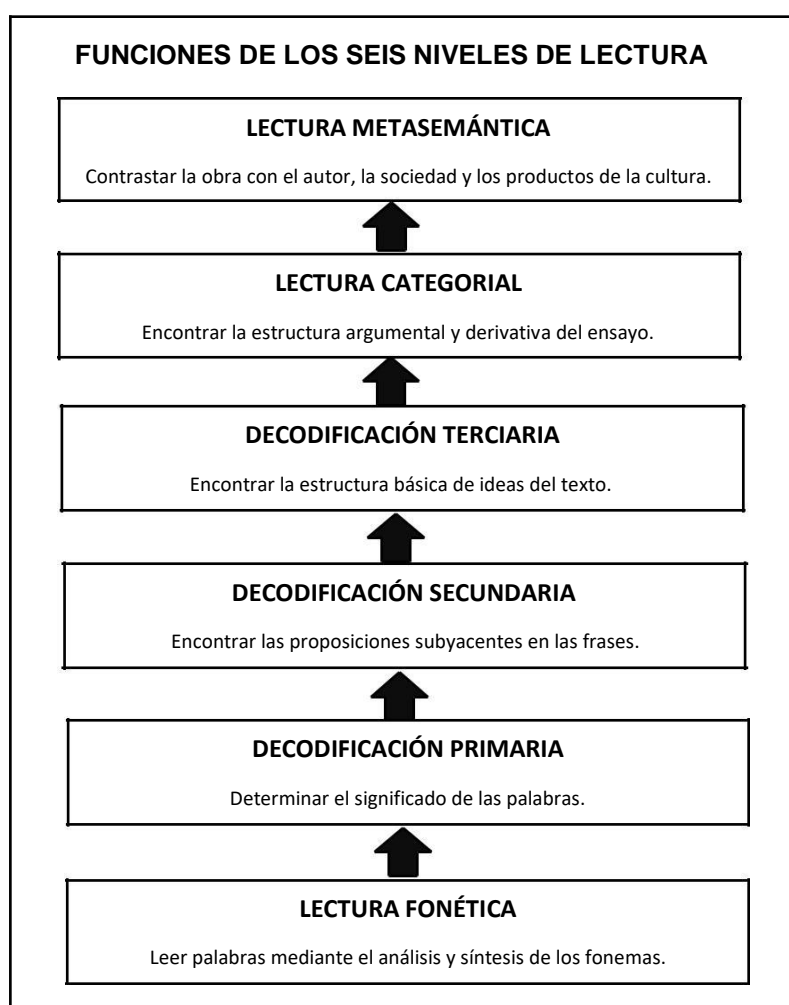 FUNCIONES DE LOS SEIS NIVELES DE LECTURA
LECTURA METASEMÁNTICA
Contrastar la obra con el autor, la sociedad y los productos de la cultura.
LECTURA CATEGORIAL
Encontrar la estructura argumental y derivativa del ensayo.
DECODIFICACIÓN TERCIARIA
Encontrar la estructura básica de ideas del texto.
DECODIFICACIÓN SECUNDARIA
Encontrar las proposiciones subyacentes en las frases.
DECODIFICACIÓN PRIMARIA
Determinar el significado de las palabras.
LECTURA FONÉTICA
Leer palabras mediante el análisis y síntesis de los fonemas.